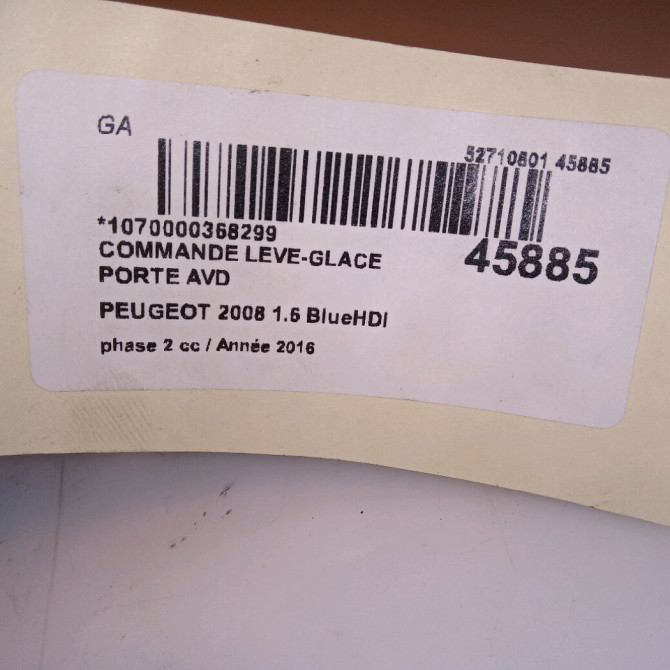 GA
52710801 45885
*1070000368299
45885
COMMANDE LEVE-GLACE
PORTE AVD
PEUGEOT 2008 1.6 BlueHDI
phase 2 cc / Année 2016